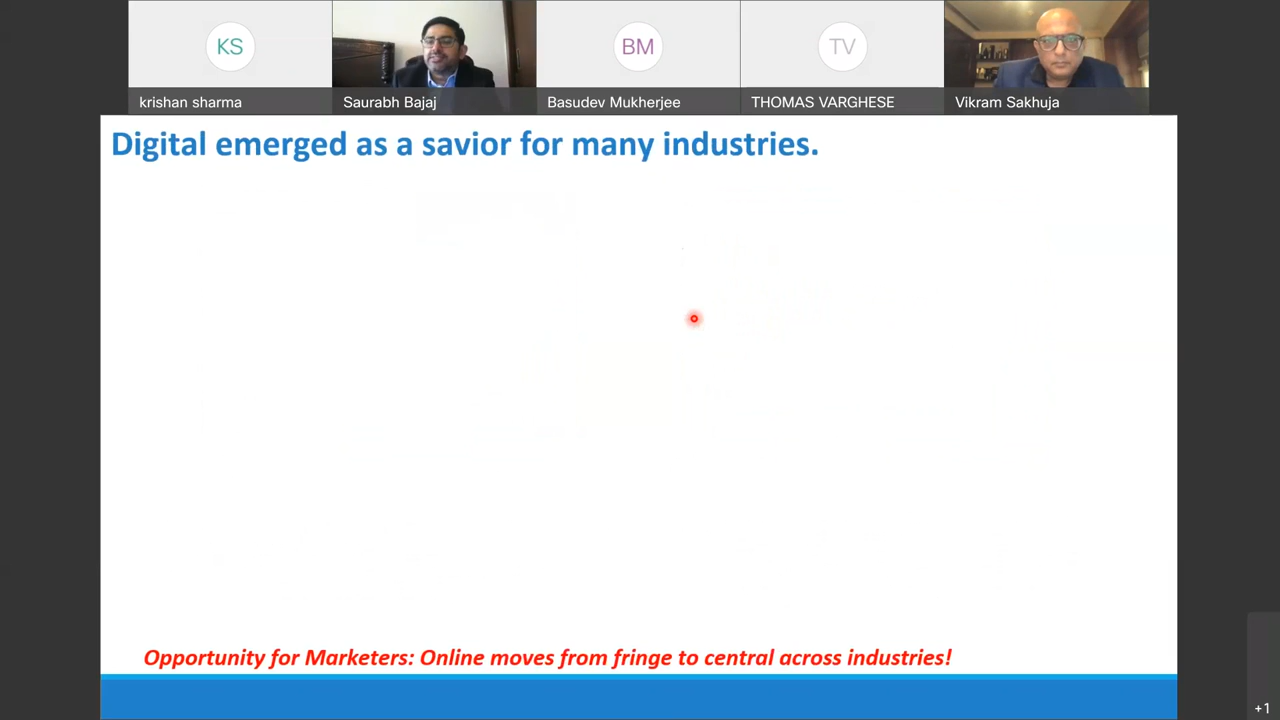 KS
krishan sharma
Saurabh Bajaj
BM
Basudev Mukherjee
TV
THOMAS VARGHESE
Vikram Sakhuja
Digital emerged as a savior for many industries.
Opportunity for Marketers: Online moves from fringe to central across industries!
+1